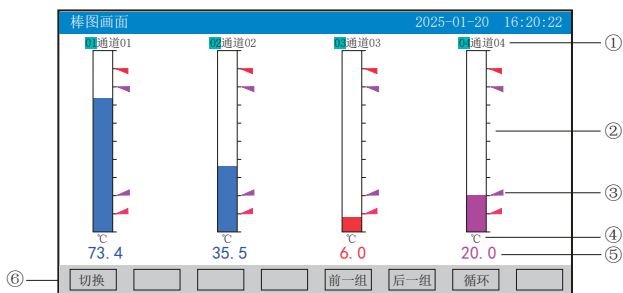 棒图画面 2025-01-20 16:20:22
01通道01 02通道02 03通道03 04通道04 ①
②
③
℃ ℃ ℃ ℃ ④
73.4 35.5 6.0 20.0 ⑤
⑥ 切换 前一组 后一组 循环